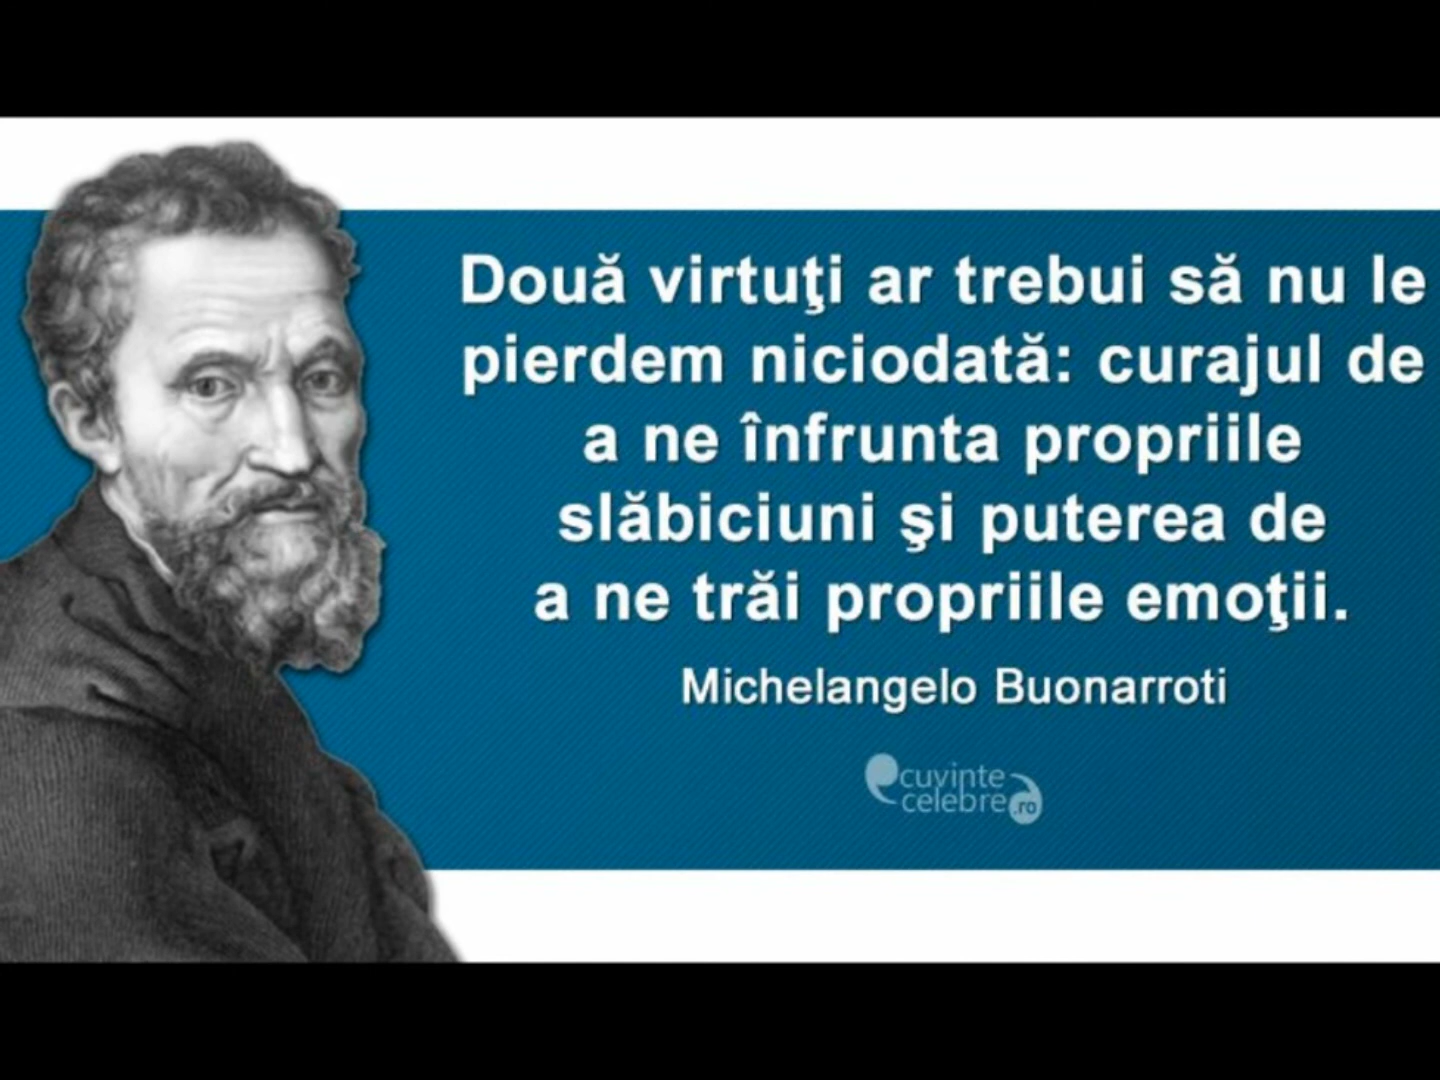 Două virtuţi ar trebui să nu le
pierdem niciodată: curajul de
a ne înfrunta propriile
slăbiciuni şi puterea de
a ne trăi propriile emoţii.
Michelangelo Buonarroti
cuvinte
celebre.ro